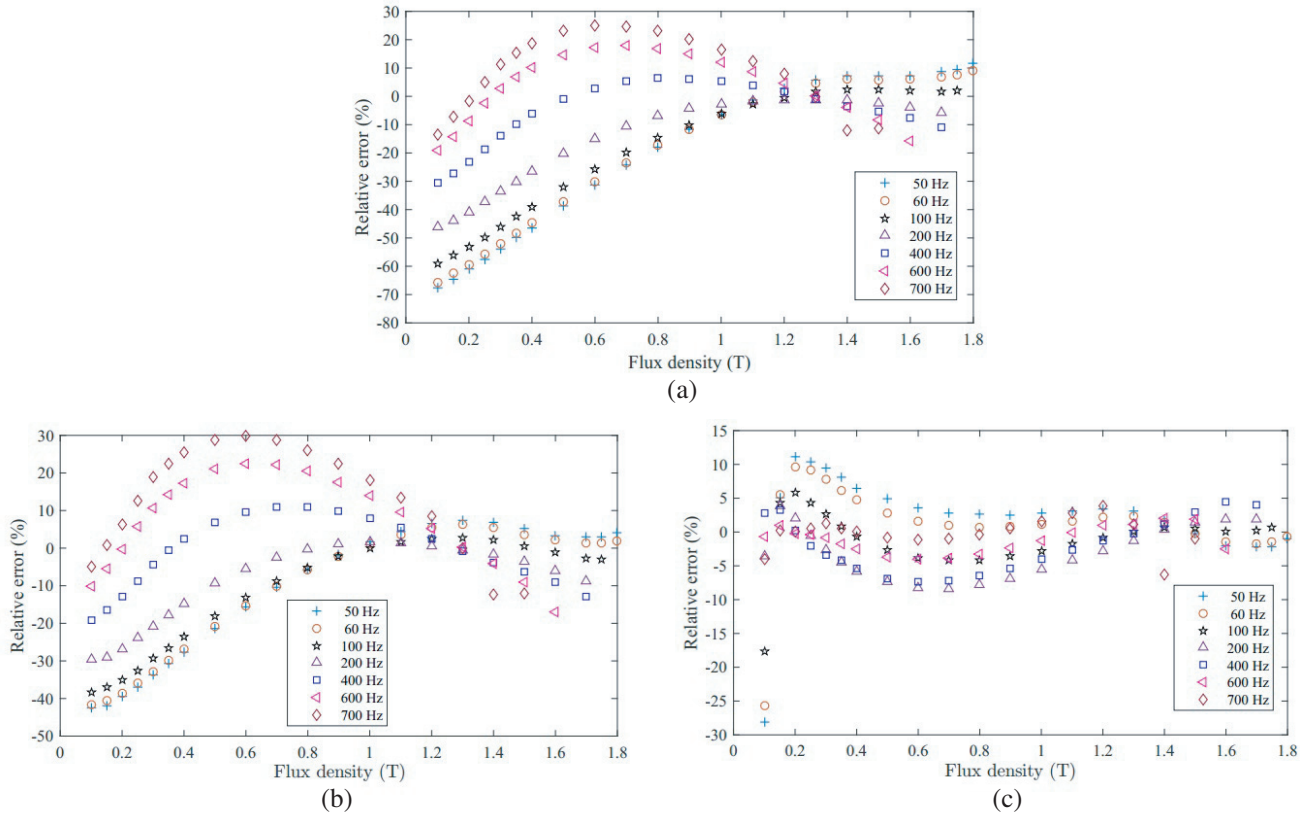 30
20
10
0
-10
-20
-30
-40
-50
-60
-70
-80
Relative error (%)
50 Hz
60 Hz
100 Hz
200 Hz
400 Hz
600 Hz
700 Hz
0 0.2 0.4 0.6 0.8 1 1.2 1.4 1.6 1.8
Flux density (T)
(a)
30
20
10
0
-10
-20
-30
-40
-50
Relative error (%)
50 Hz
60 Hz
100 Hz
200 Hz
400 Hz
600 Hz
700 Hz
0 0.2 0.4 0.6 0.8 1 1.2 1.4 1.6 1.8
Flux density (T)
(b)
15
10
5
0
-5
-10
-15
-20
-25
-30
Relative error (%)
50 Hz
60 Hz
100 Hz
200 Hz
400 Hz
600 Hz
700 Hz
0 0.2 0.4 0.6 0.8 1 1.2 1.4 1.6 1.8
Flux density (T)
(c)